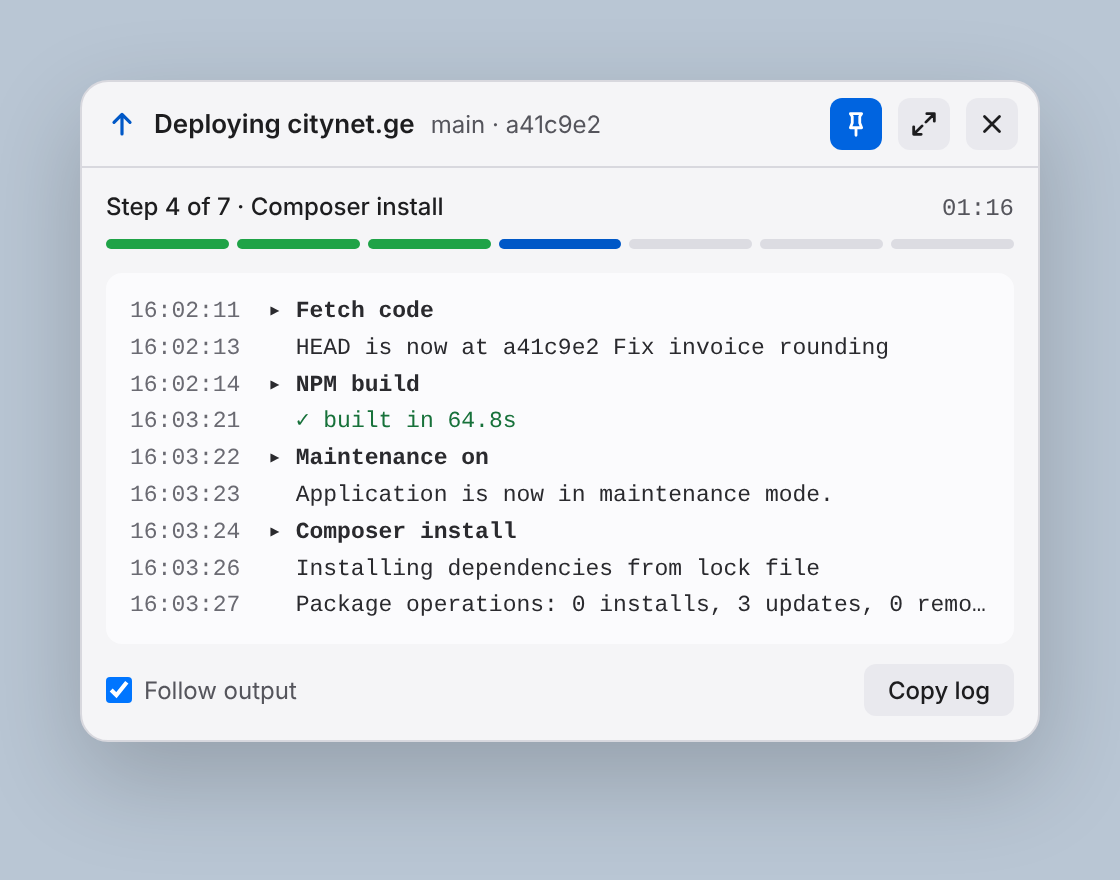 Deploying citynet.ge main · a41c9e2
Step 4 of 7 · Composer install 01:16
16:02:11 ▸ Fetch code
16:02:13 HEAD is now at a41c9e2 Fix invoice rounding
16:02:14 ▸ NPM build
16:03:21 ✓ built in 64.8s
16:03:22 ▸ Maintenance on
16:03:23 Application is now in maintenance mode.
16:03:24 ▸ Composer install
16:03:26 Installing dependencies from lock file
16:03:27 Package operations: 0 installs, 3 updates, 0 remo…
Follow output Copy log